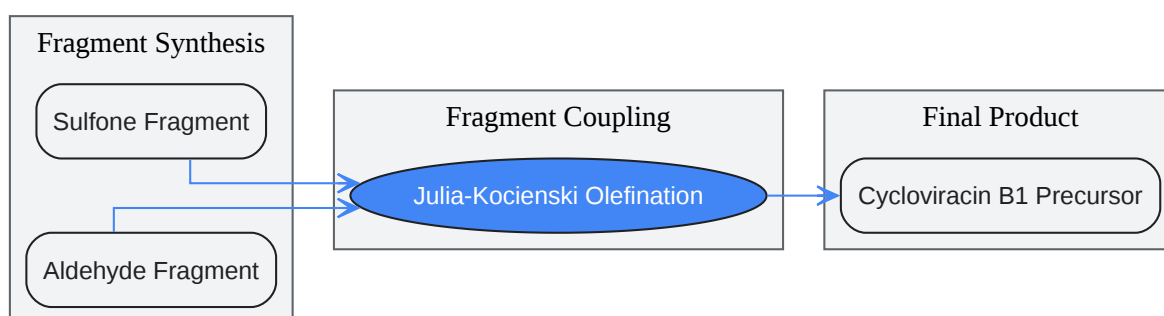 Fragment Synthesis
Sulfone Fragment
Aldehyde Fragment
Fragment Coupling
Julia-Kocienski Olefination
Final Product
Cycloviracin B1 Precursor